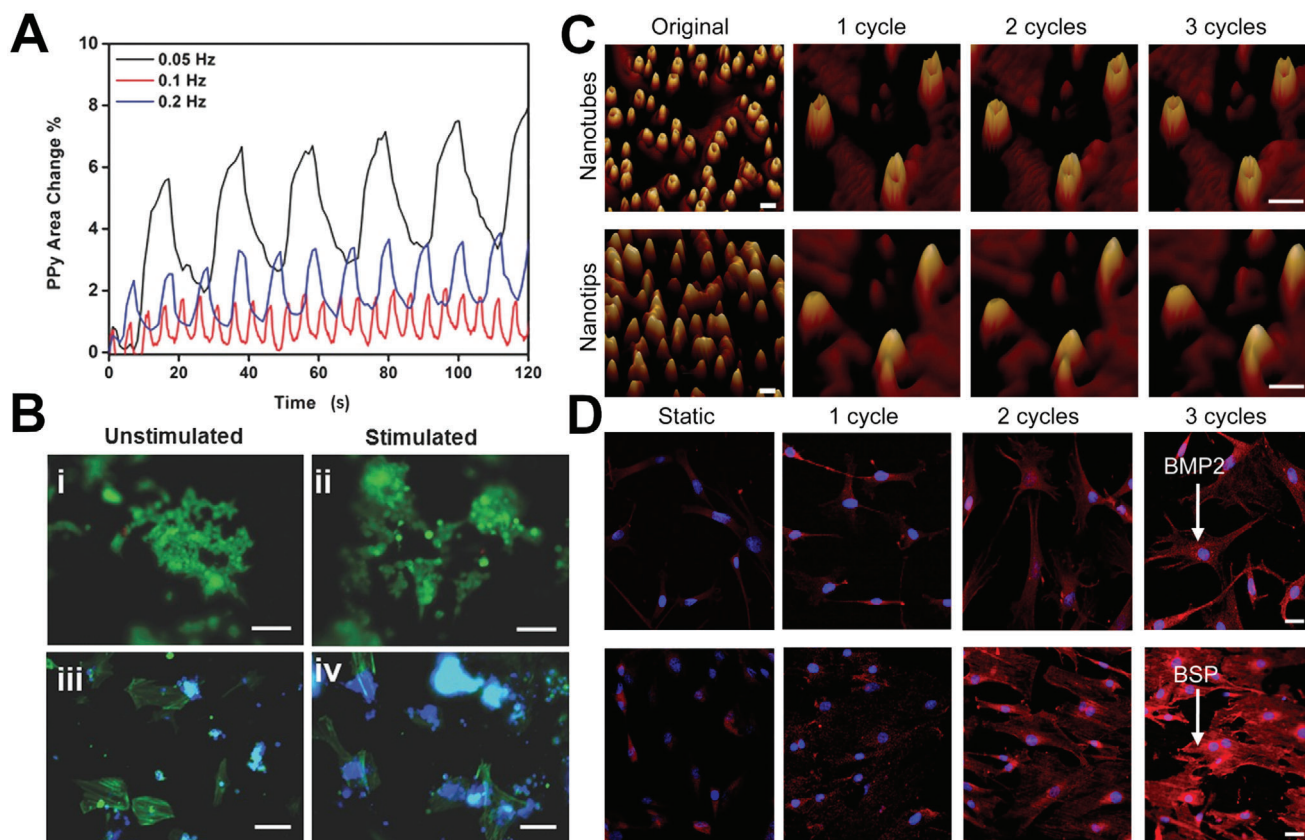 A
10
8
6
4
2
0
0 20 40 60 80 100 120
PPy Area Change %
Time (s)
0.05 Hz
0.1 Hz
0.2 Hz
B
Unstimulated Stimulated
i ii
iii iv
C
Original 1 cycle 2 cycles 3 cycles
Nanotubes
Nanotips
D
Static 1 cycle 2 cycles 3 cycles
BMP2
BSP